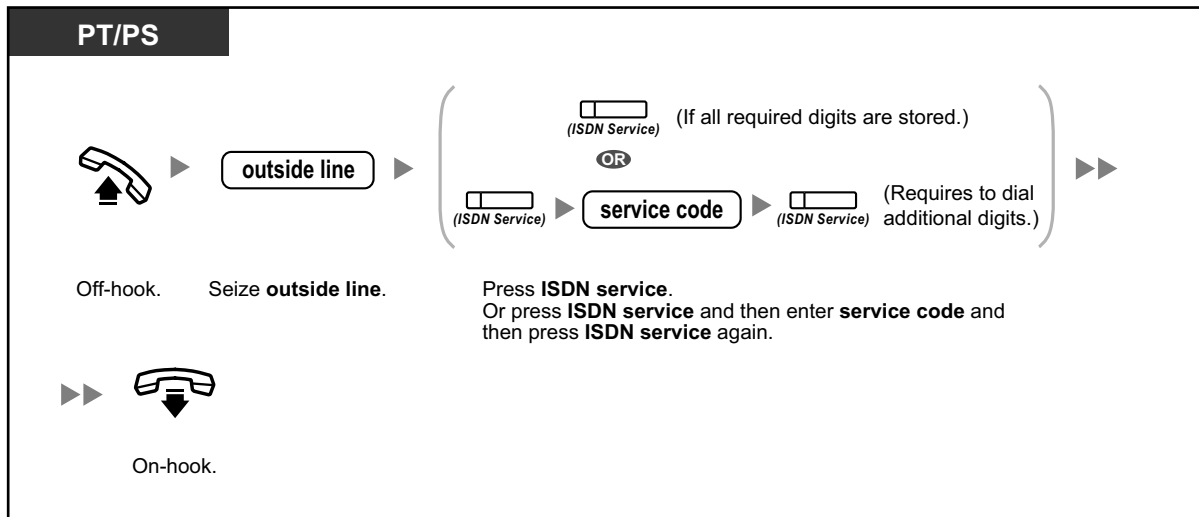 PT/PS
(ISDN Service) (If all required digits are stored.)
OR
outside line
(ISDN Service) service code (ISDN Service) (Requires to dial
additional digits.)
Off-hook. Seize outside line. Press ISDN service.
Or press ISDN service and then enter service code and
then press ISDN service again.
On-hook.